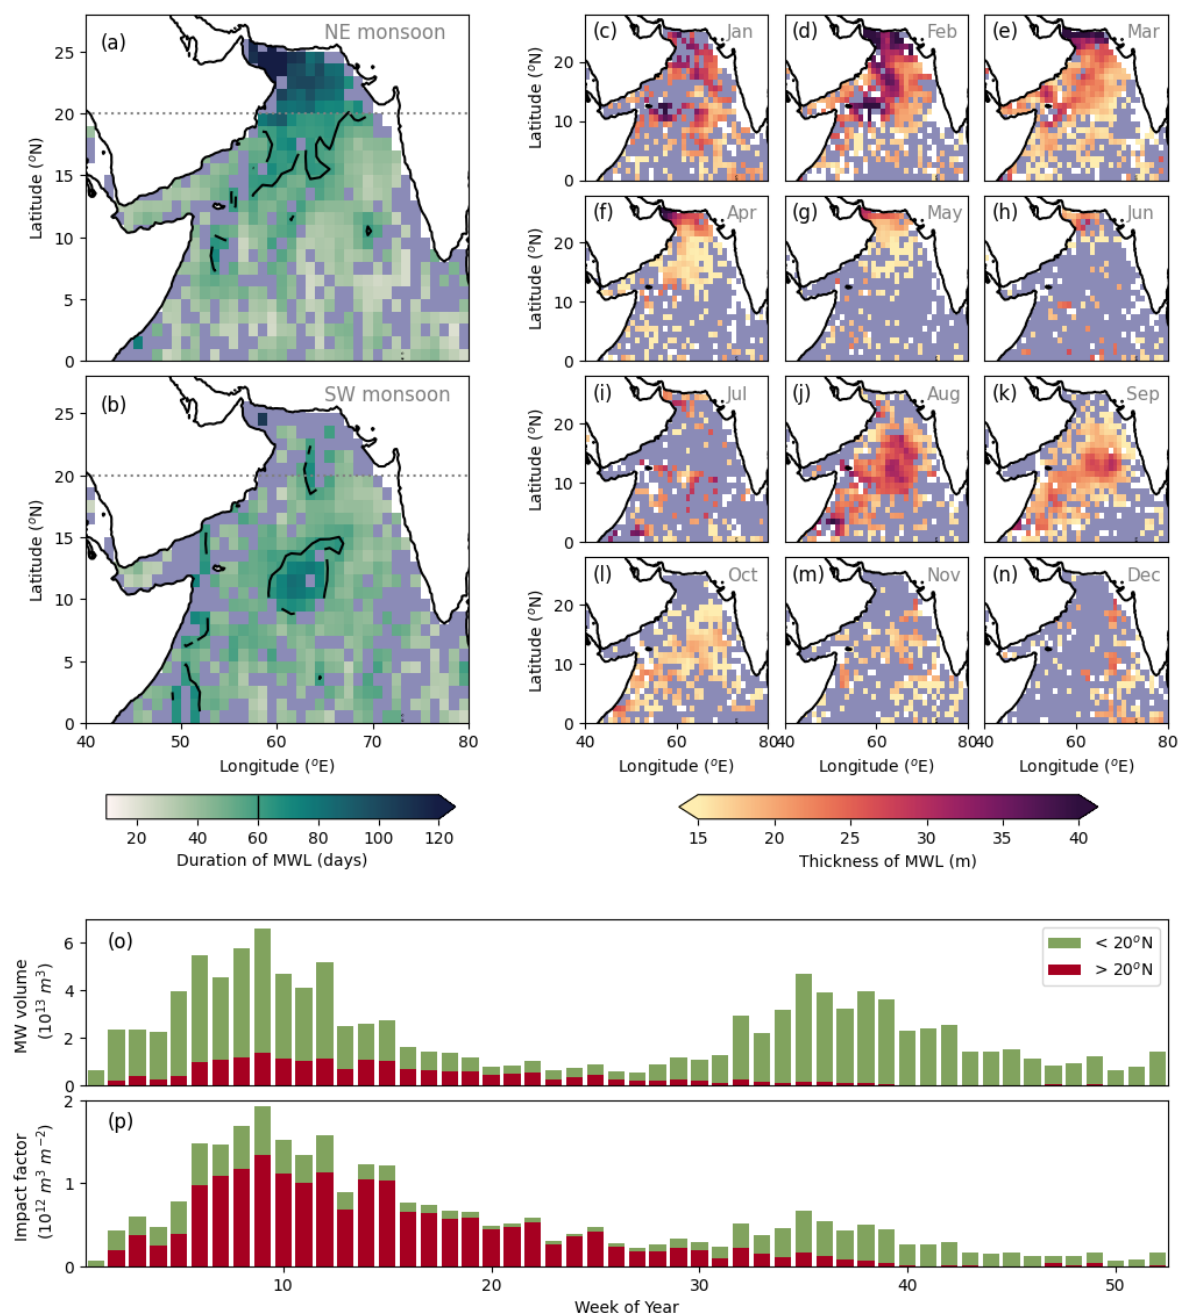 (a) NE monsoon
25
20
15
10
5
0
Latitude (°N)
(b) SW monsoon
25
20
15
10
5
0
Latitude (°N)
40 50 60 70 80
Longitude (°E)
20 40 60 80 100 120
Duration of MWL (days)
(c) Jan
(d) Feb
(e) Mar
20
10
0
Latitude (°N)
(f) Apr
(g) May
(h) Jun
20
10
0
Latitude (°N)
(i) Jul
(j) Aug
(k) Sep
20
10
0
Latitude (°N)
(l) Oct
(m) Nov
(n) Dec
20
10
0
Latitude (°N)
40 60 80 40 60 80 40 60 80
Longitude (°E) Longitude (°E) Longitude (°E)
15 20 25 30 35 40
Thickness of MWL (m)
(o)
< 20°N
> 20°N
6
4
2
0
MW volume
(10¹³ m³)
(p)
2
1
0
Impact factor
(10¹² m³ m⁻²)
10 20 30 40 50
Week of Year